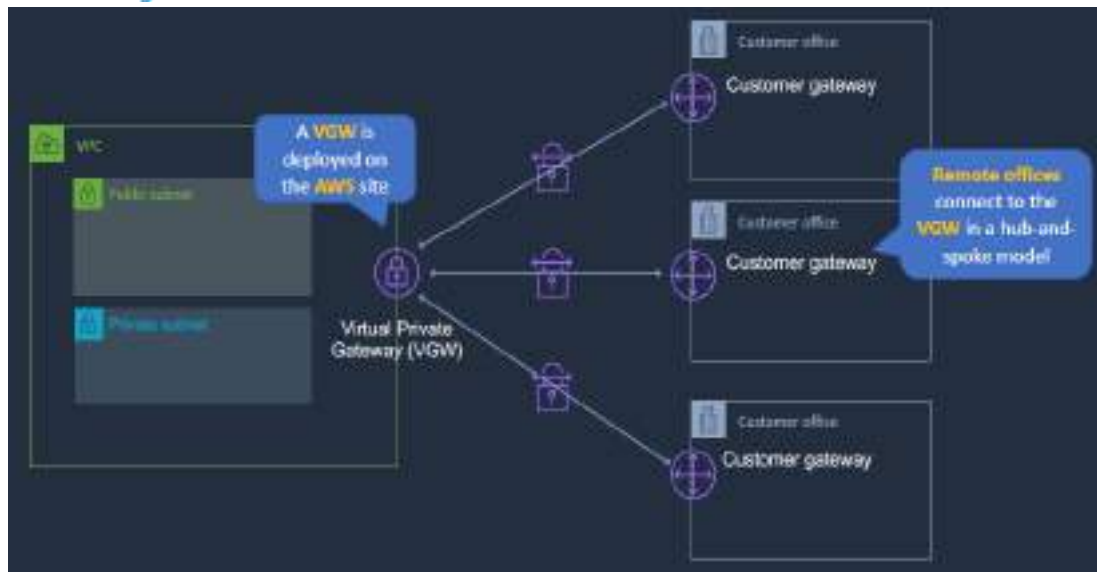 VPC
Public subnet
Private subnet
A VGW is
deployed on
the AWS site
Virtual Private
Gateway (VGW)
Customer office
Customer gateway
Customer office
Customer gateway
Remote offices
connect to the
VGW in a hub-and-
spoke model
Customer office
Customer gateway